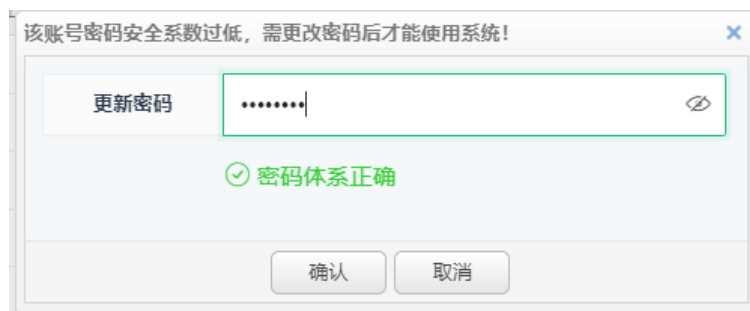 该账号密码安全系数过低，需更改密码后才能使用系统!
更新密码
••••••••
密码体系正确
确认 取消